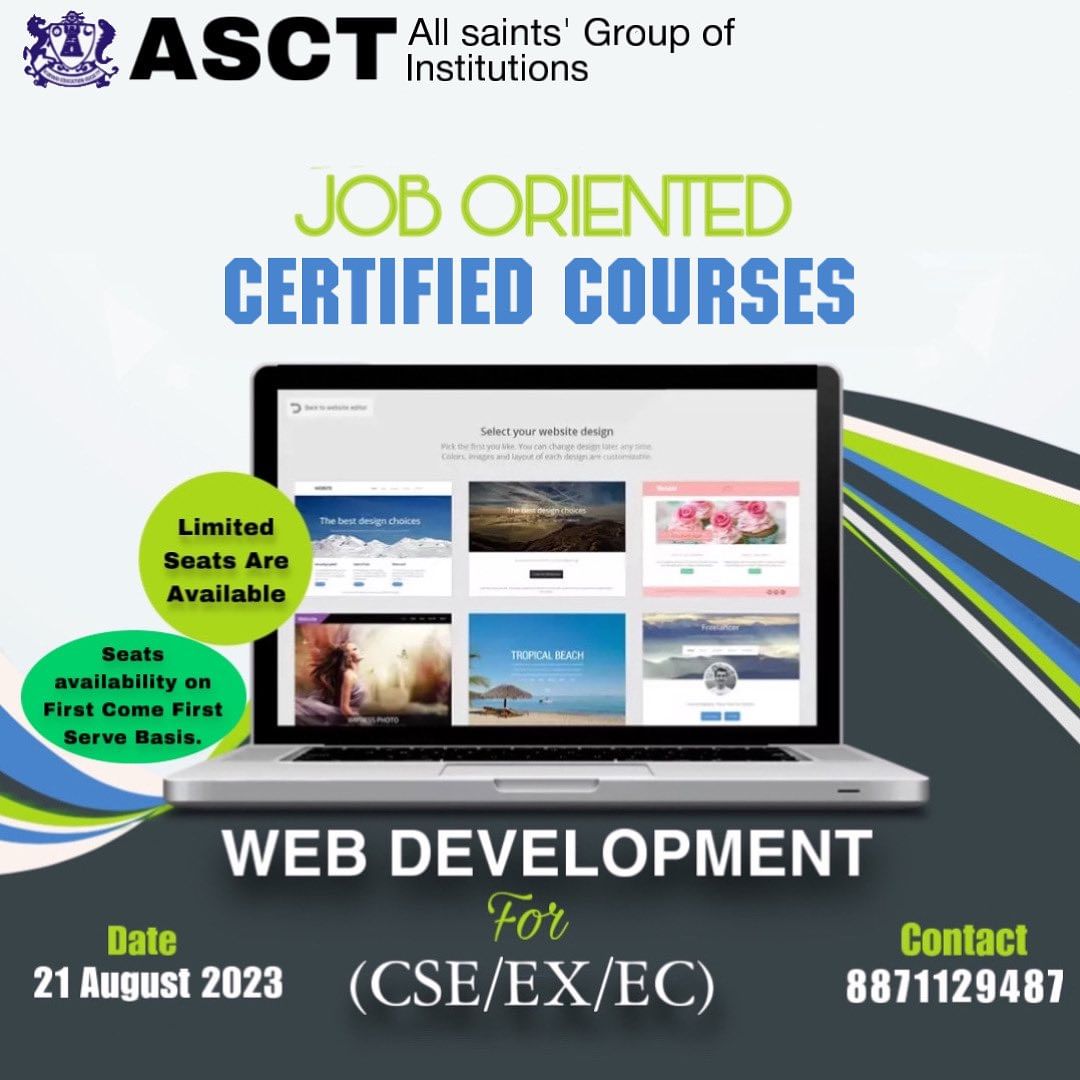 ASCT
All saints' Group of
Institutions
JOB ORIENTED
CERTIFIED COURSES
Back to website editor
Select your website design
Pick the first you like. You can change design later any time.
Colors, images and layout of each design are customizable.
The best design choices
The best design choices
TROPICAL BEACH
Freelancer
IMPRESS PHOTO
Limited
Seats Are
Available
Seats
availability on
First Come First
Serve Basis.
WEB DEVELOPMENT
For
(CSE/EX/EC)
Date
21 August 2023
Contact
8871129487